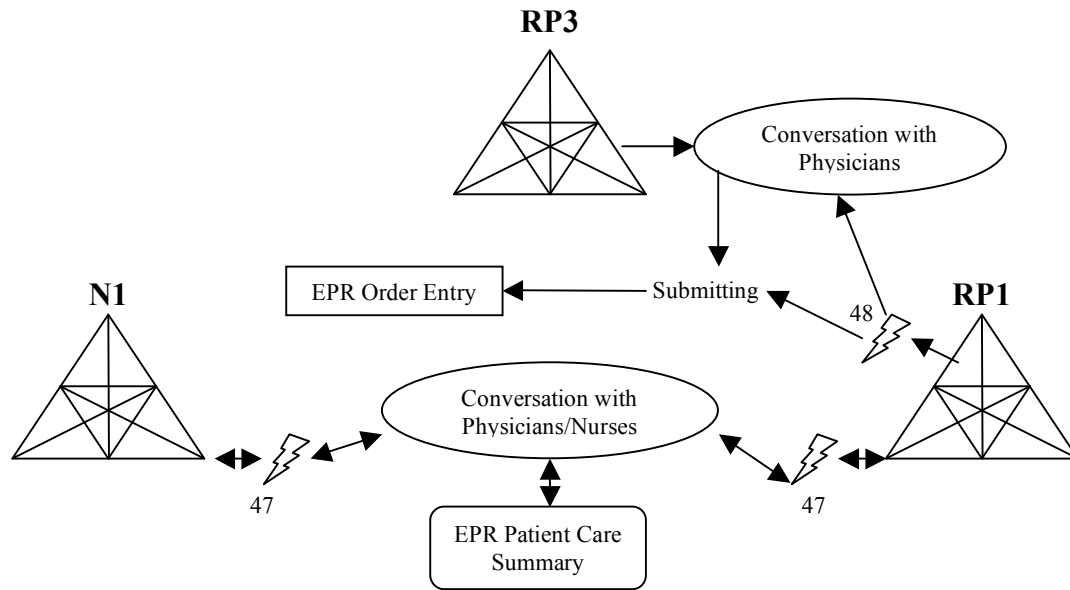 RP3
Conversation with
Physicians
EPR Order Entry
Submitting
N1
48
RP1
Conversation with
Physicians/Nurses
47
47
EPR Patient Care
Summary